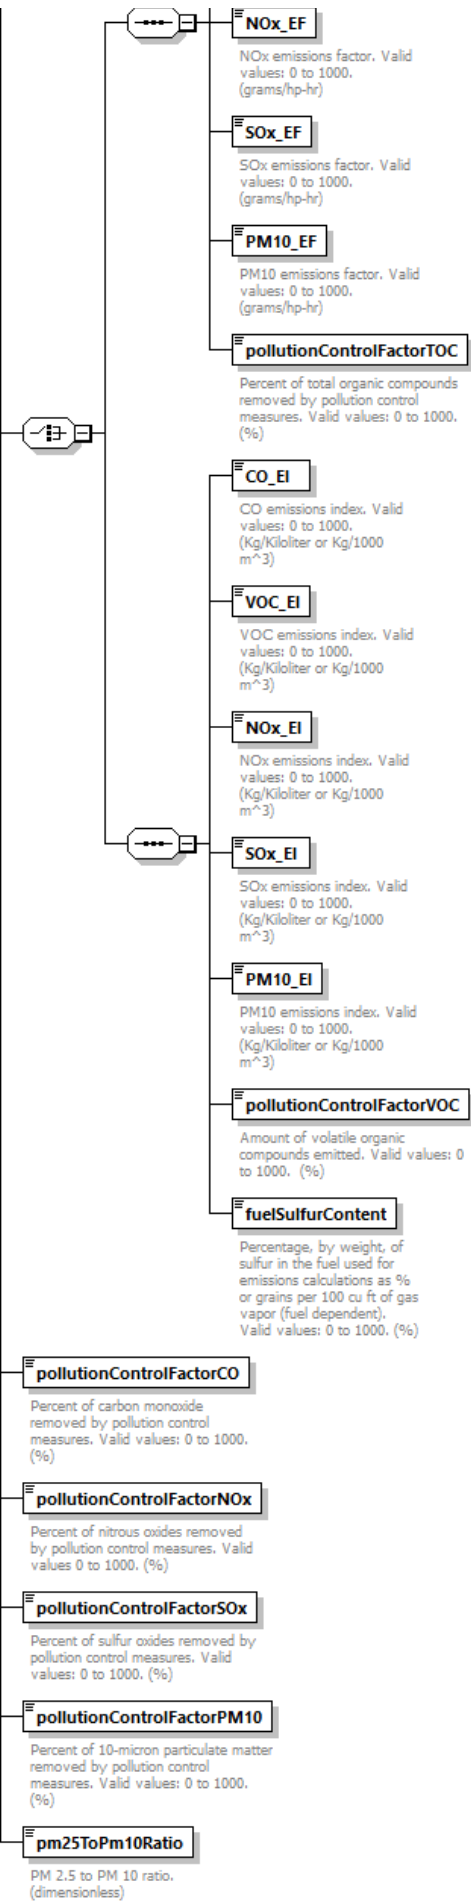 NOx_EF
NOx emissions factor. Valid
values: 0 to 1000.
(grams/hp-hr)
SOx_EF
SOx emissions factor. Valid
values: 0 to 1000.
(grams/hp-hr)
PM10_EF
PM10 emissions factor. Valid
values: 0 to 1000.
(grams/hp-hr)
pollutionControlFactorTOC
Percent of total organic compounds
removed by pollution control
measures. Valid values: 0 to 1000.
(%)
CO_EI
CO emissions index. Valid
values: 0 to 1000.
(Kg/Kiloliter or Kg/1000
m^3)
VOC_EI
VOC emissions index. Valid
values: 0 to 1000.
(Kg/Kiloliter or Kg/1000
m^3)
NOx_EI
NOx emissions index. Valid
values: 0 to 1000.
(Kg/Kiloliter or Kg/1000
m^3)
SOx_EI
SOx emissions index. Valid
values: 0 to 1000.
(Kg/Kiloliter or Kg/1000
m^3)
PM10_EI
PM10 emissions index. Valid
values: 0 to 1000.
(Kg/Kiloliter or Kg/1000
m^3)
pollutionControlFactorVOC
Amount of volatile organic
compounds emitted. Valid values: 0
to 1000. (%)
fuelSulfurContent
Percentage, by weight, of
sulfur in the fuel used for
emissions calculations as %
or grains per 100 cu ft of gas
vapor (fuel dependent).
Valid values: 0 to 1000. (%)
pollutionControlFactorCO
Percent of carbon monoxide
removed by pollution control
measures. Valid values: 0 to 1000.
(%)
pollutionControlFactorNOx
Percent of nitrous oxides removed
by pollution control measures. Valid
values 0 to 1000. (%)
pollutionControlFactorSOx
Percent of sulfur oxides removed by
pollution control measures. Valid
values: 0 to 1000. (%)
pollutionControlFactorPM10
Percent of 10-micron particulate matter
removed by pollution control
measures. Valid values: 0 to 1000.
(%)
pm25ToPm10Ratio
PM 2.5 to PM 10 ratio.
(dimensionless)